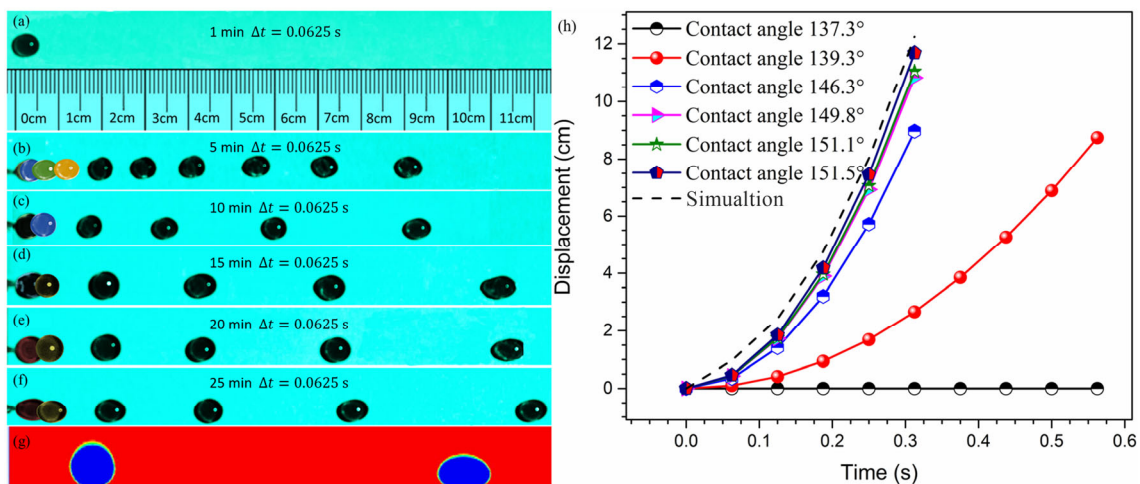 (a)
1 min Δt = 0.0625 s
0cm 1cm 2cm 3cm 4cm 5cm 6cm 7cm 8cm 9cm 10cm 11cm
(b)
5 min Δt = 0.0625 s
(c)
10 min Δt = 0.0625 s
(d)
15 min Δt = 0.0625 s
(e)
20 min Δt = 0.0625 s
(f)
25 min Δt = 0.0625 s
(g)
(h)
Contact angle 137.3°
Contact angle 139.3°
Contact angle 146.3°
Contact angle 149.8°
Contact angle 151.1°
Contact angle 151.5°
Simualtion
Displacement (cm)
12
10
8
6
4
2
0
0.0 0.1 0.2 0.3 0.4 0.5 0.6
Time (s)